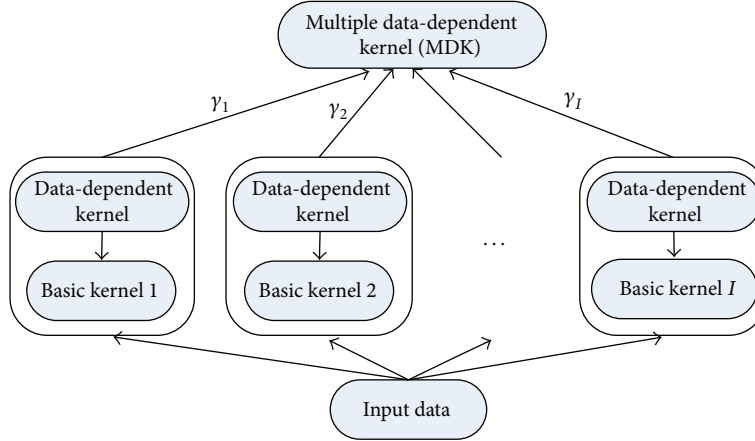 Multiple data-dependent
kernel (MDK)
γ1
γ2
γI
Data-dependent
kernel
Data-dependent
kernel
Data-dependent
kernel
...
Basic kernel 1
Basic kernel 2
Basic kernel I
Input data